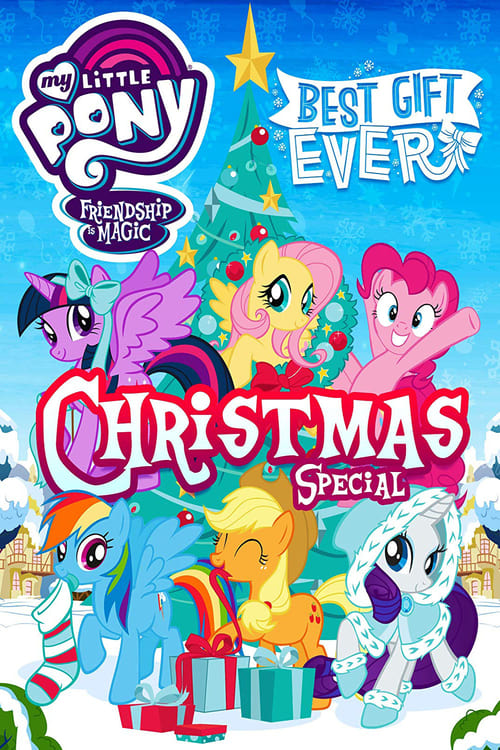 my LITTLE
PONY
FRIENDSHIP
IS MAGIC
BEST GIFT
EVER
CHRISTMAS
SPECIAL